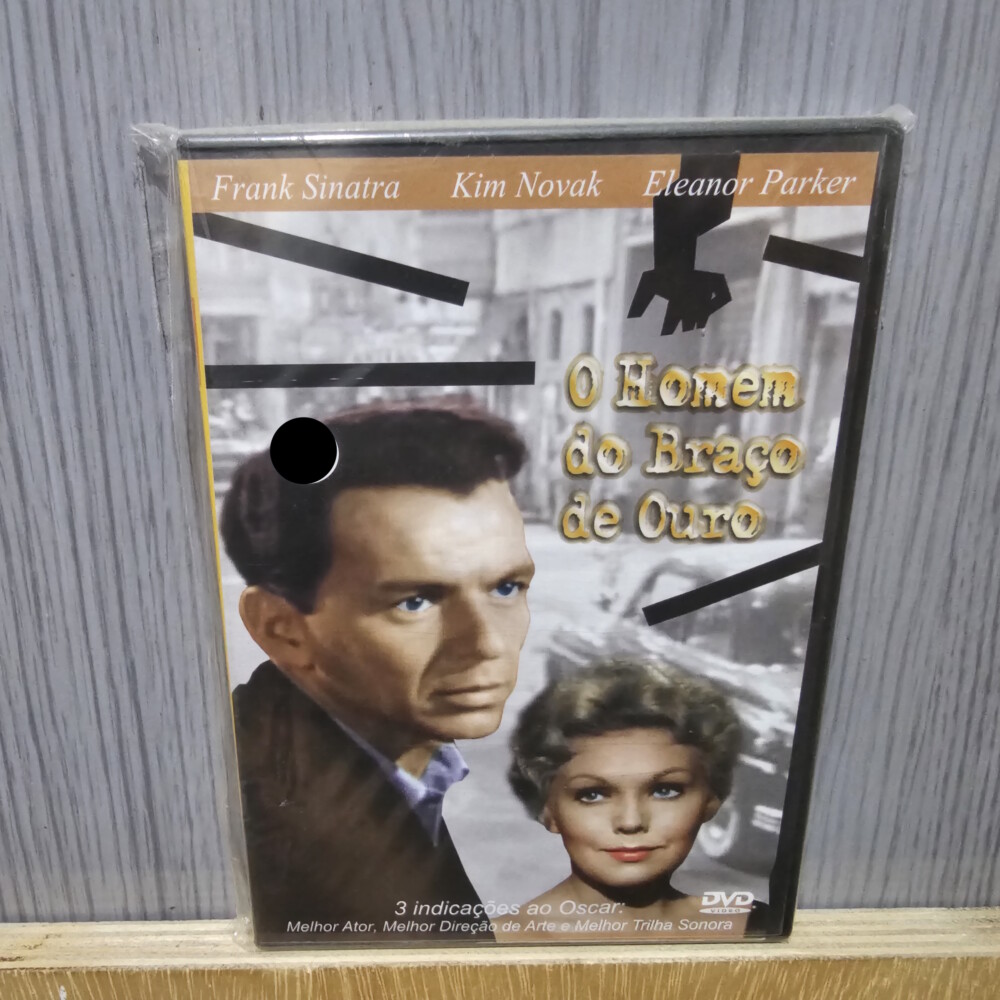 Frank Sinatra Kim Novak Eleanor Parker
O Homem
do Braço
de Ouro
3 indicações ao Oscar:
Melhor Ator, Melhor Direção de Arte e Melhor Trilha Sonora
DVD
VIDEO